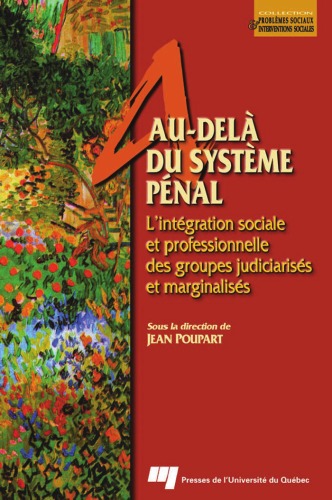 COLLECTION
PROBLÈMES SOCIAUX
& INTERVENTIONS SOCIALES
AU-DELÀ
DU SYSTÈME
PÉNAL
L'intégration sociale
et professionnelle
des groupes judiciarisés
et marginalisés
Sous la direction de
JEAN POUPART
Presses de l'Université du Québec